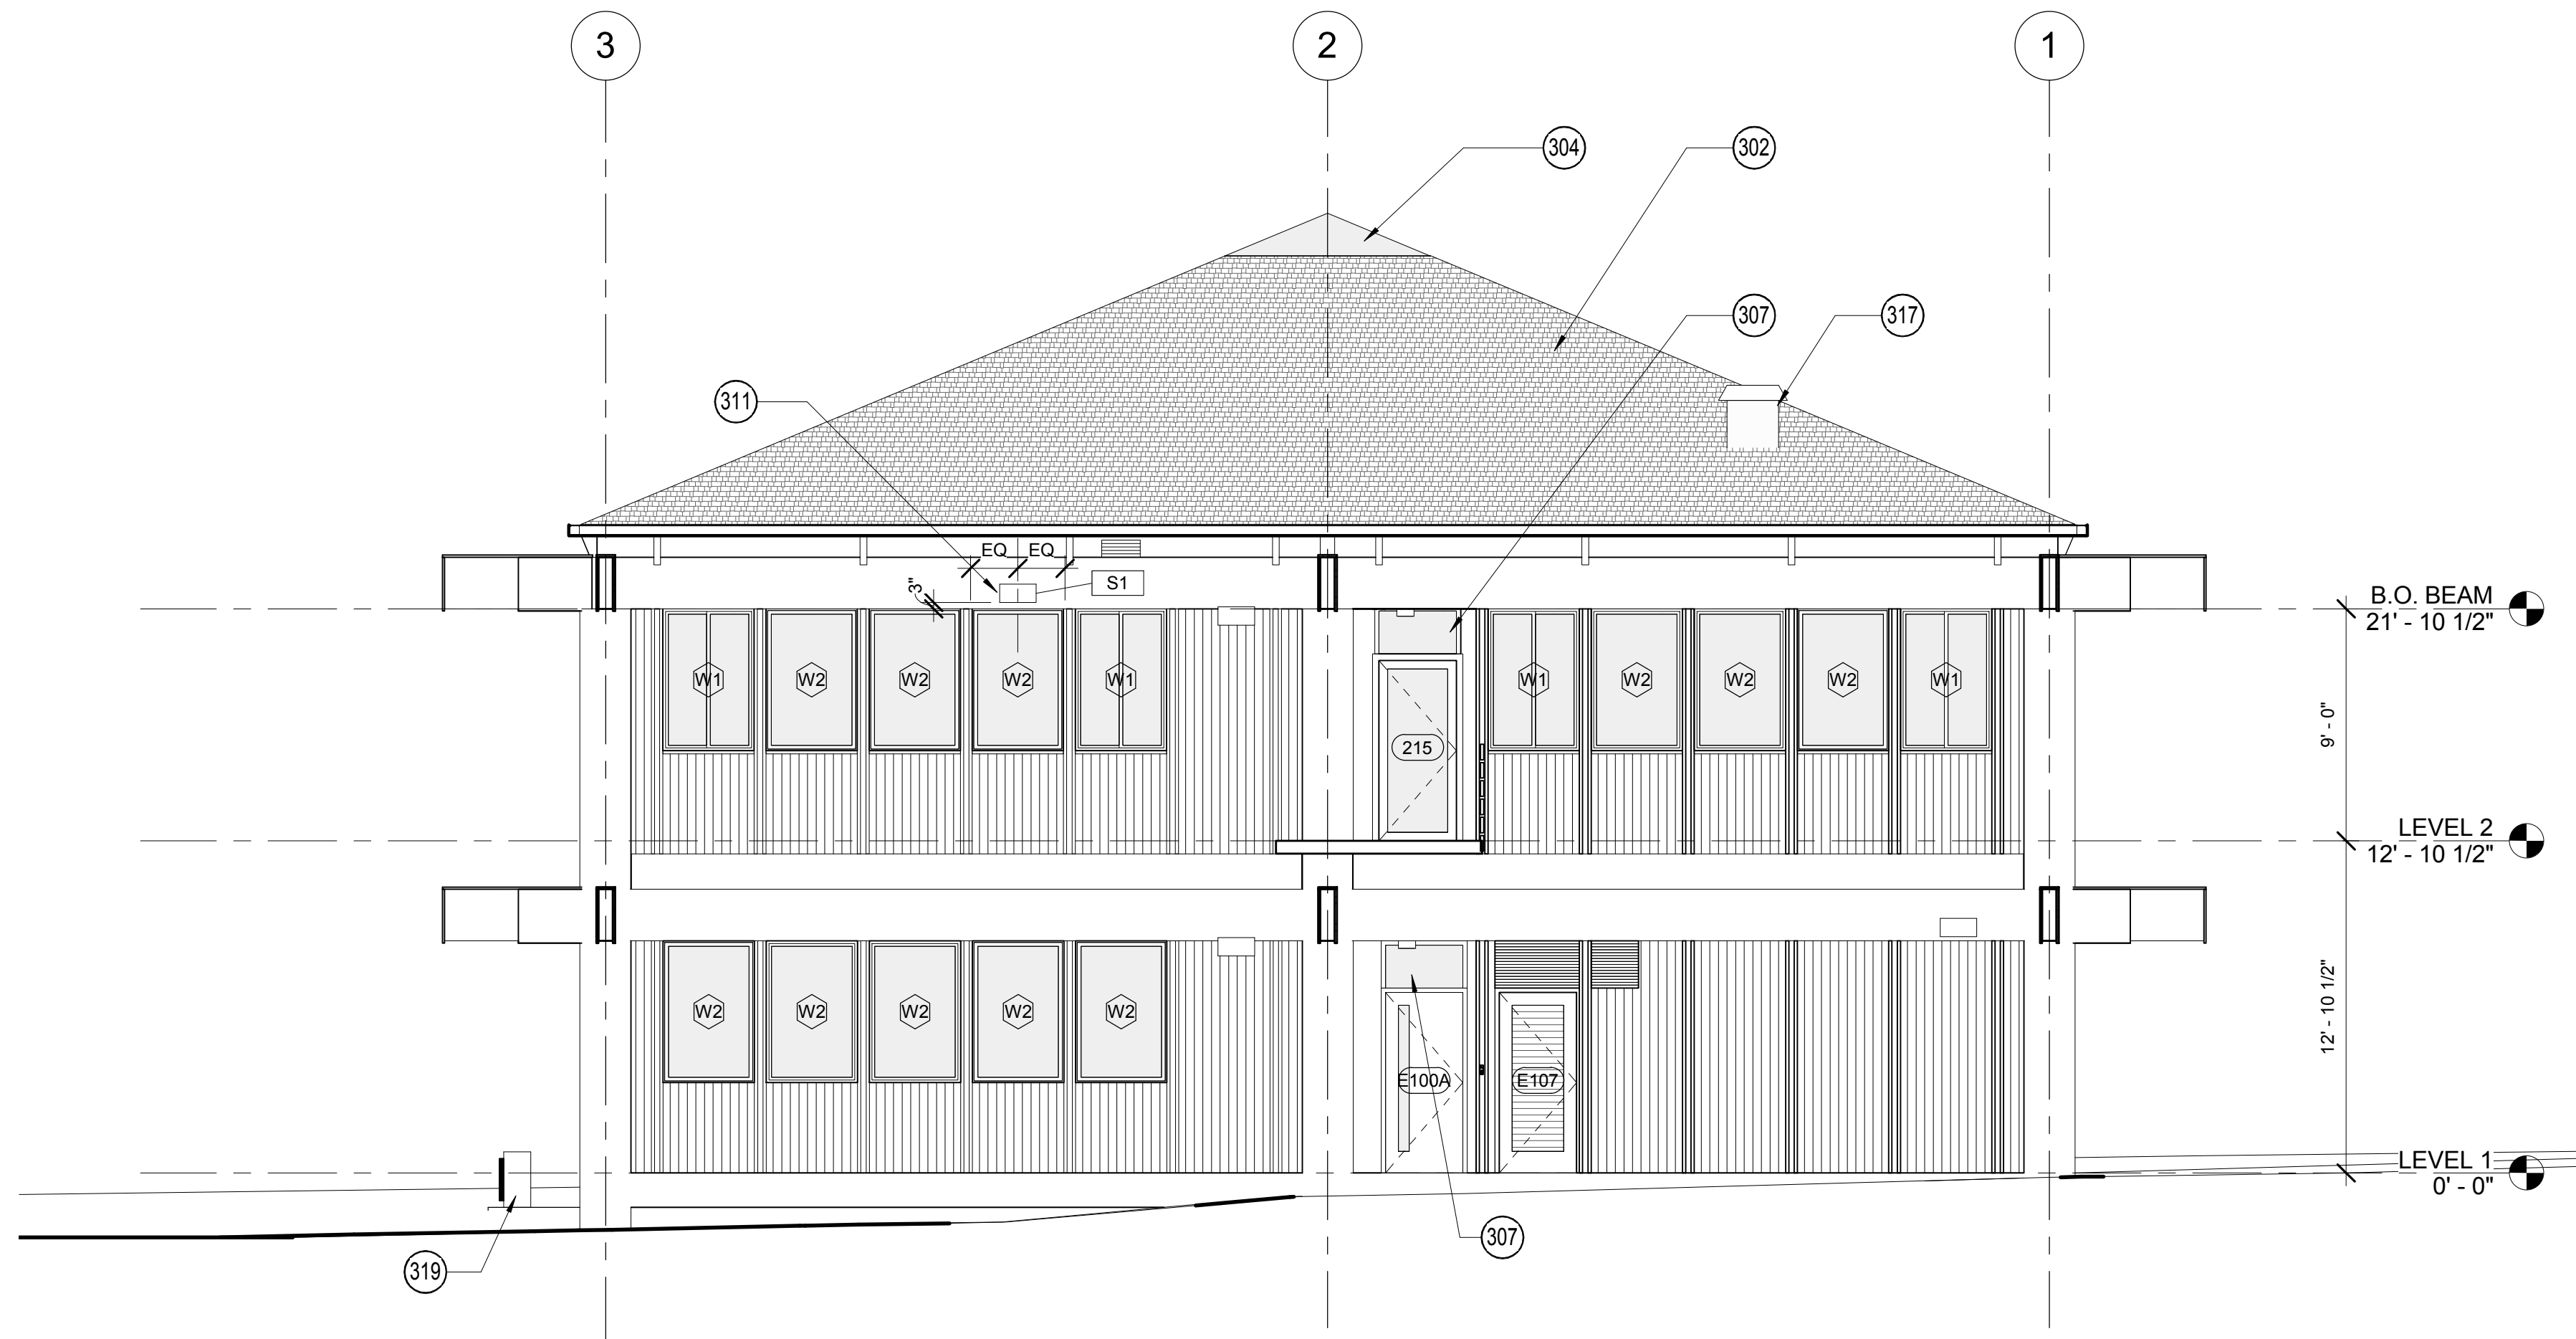 3
2
1
304
302
307
317
311
EQ
EQ
3"
S1
B.O. BEAM
21' - 10 1/2"
W1
W2
W2
W2
W1
W1
W2
W2
W2
W1
215
9' - 0"
LEVEL 2
12' - 10 1/2"
W2
W2
W2
W2
W2
E100A
E107
12' - 10 1/2"
LEVEL 1
0' - 0"
307
319